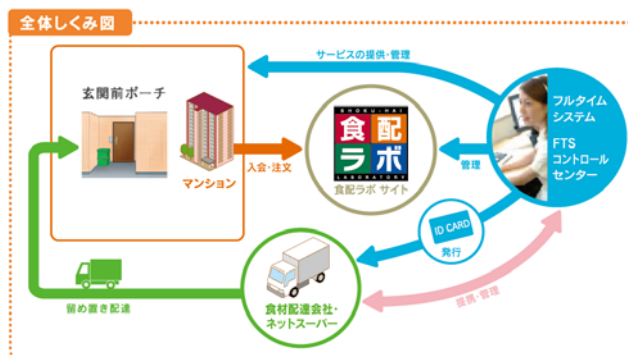 全体しくみ図
サービスの提供・管理
玄関前ポーチ
マンション
入会・注文
SHOKU-HAI
食配
ラボ
LABORATORY
食配ラボ サイト
管理
フルタイム
システム
FTS
コントロール
センター
ID CARD
発行
留め置き配達
食材配達会社・
ネットスーパー
提携・管理